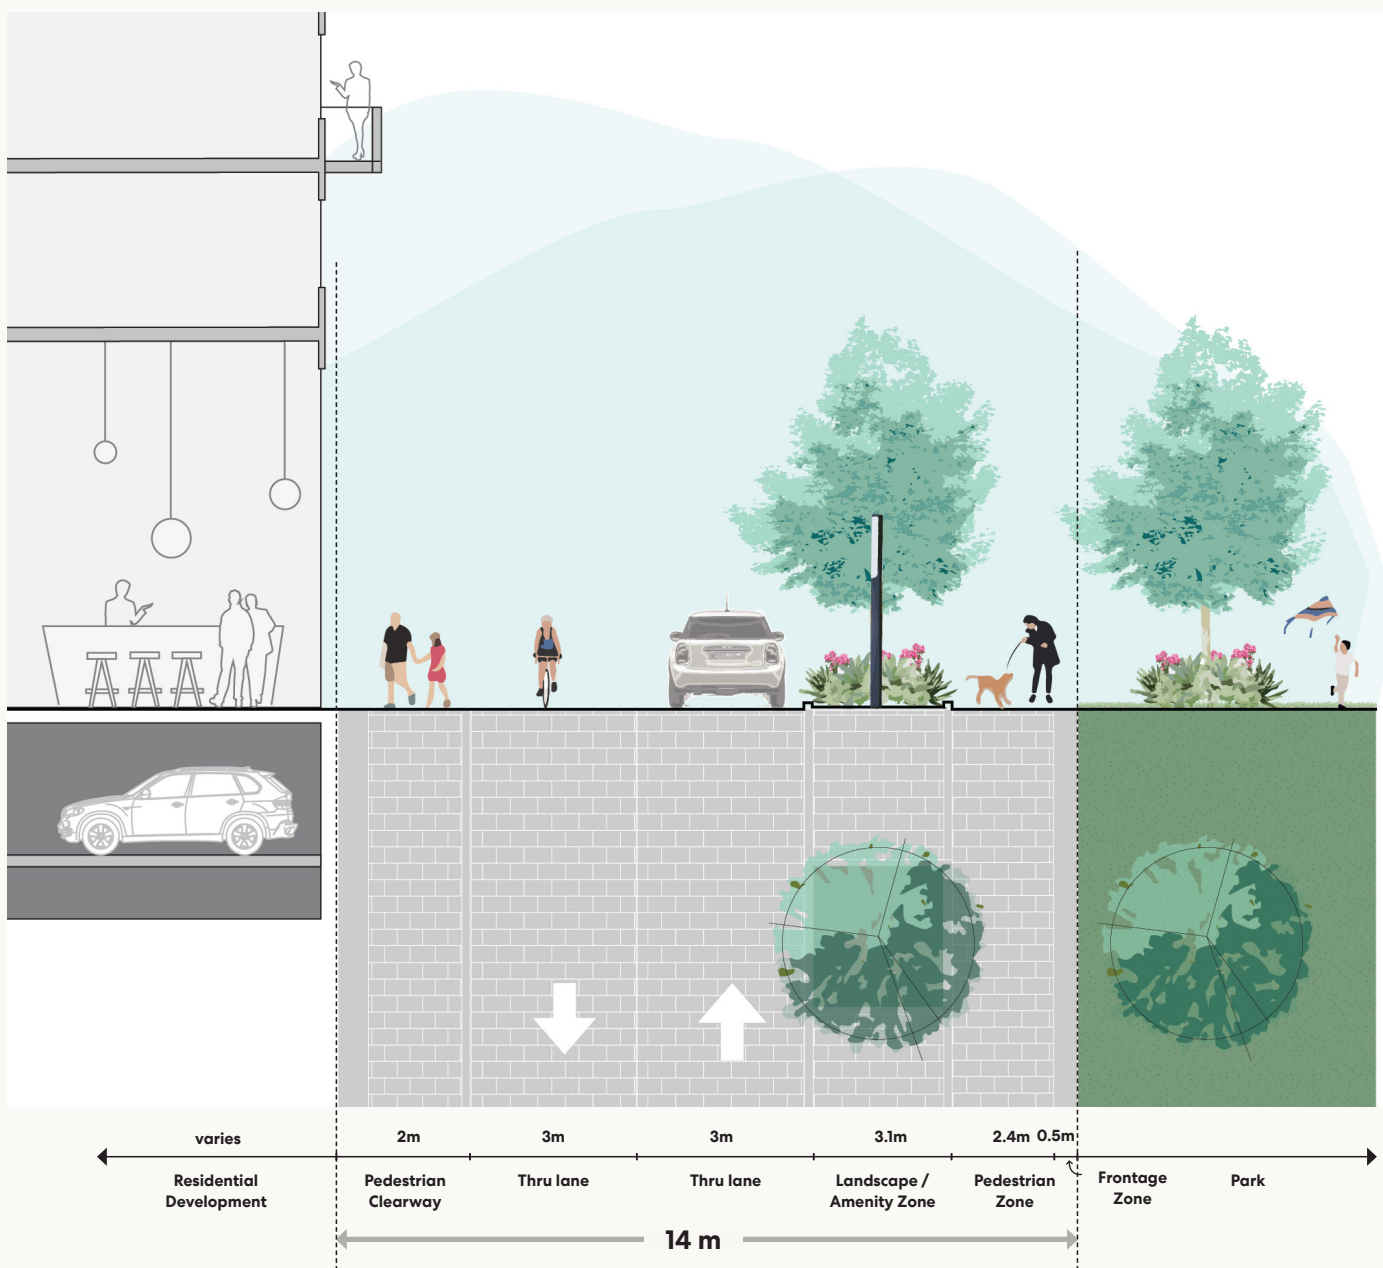 varies
2m
3m
3m
3.1m
2.4m
0.5m
Residential
Development
Pedestrian
Clearway
Thru lane
Thru lane
Landscape /
Amenity Zone
Pedestrian
Zone
Frontage
Zone
Park
14 m